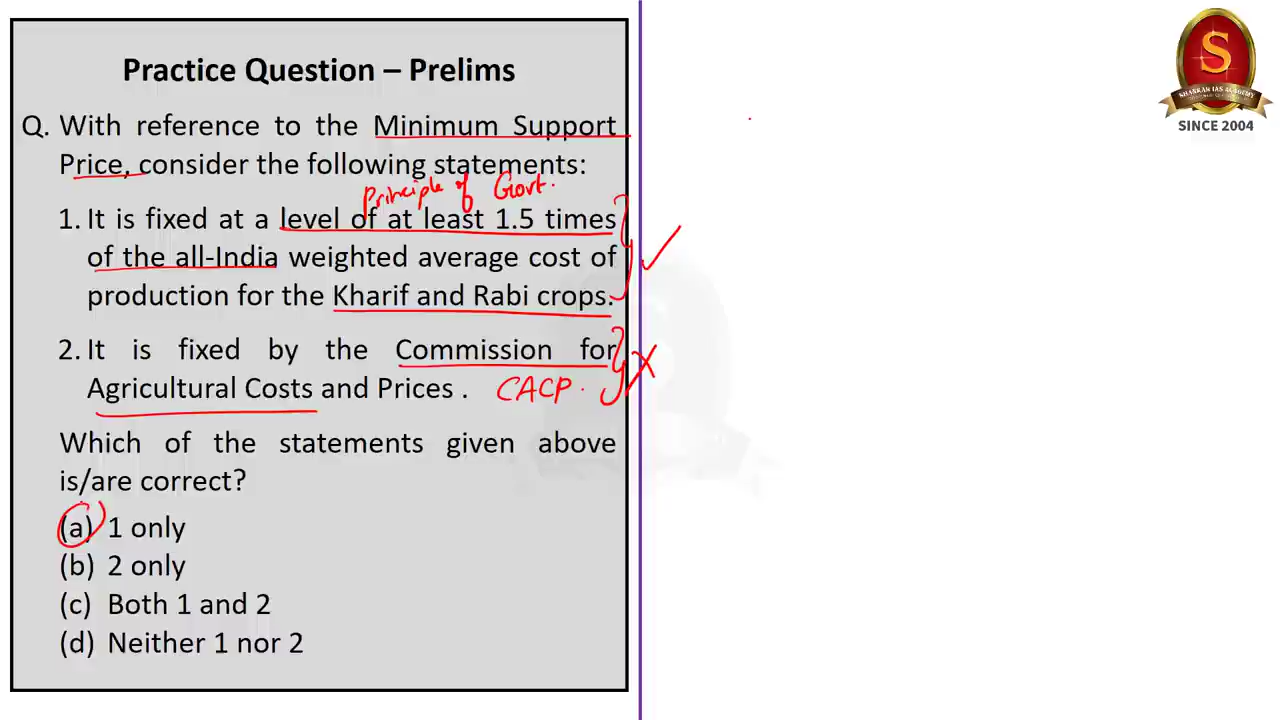 Practice Question – Prelims
Q. With reference to the Minimum Support
Price, consider the following statements:
Principle of Govt.
1. It is fixed at a level of at least 1.5 times
of the all-India weighted average cost of
production for the Kharif and Rabi crops.
2. It is fixed by the Commission for
Agricultural Costs and Prices . CACP.
Which of the statements given above
is/are correct?
(a) 1 only
(b) 2 only
(c) Both 1 and 2
(d) Neither 1 nor 2
S
SHANKAR IAS ACADEMY
SINCE 2004